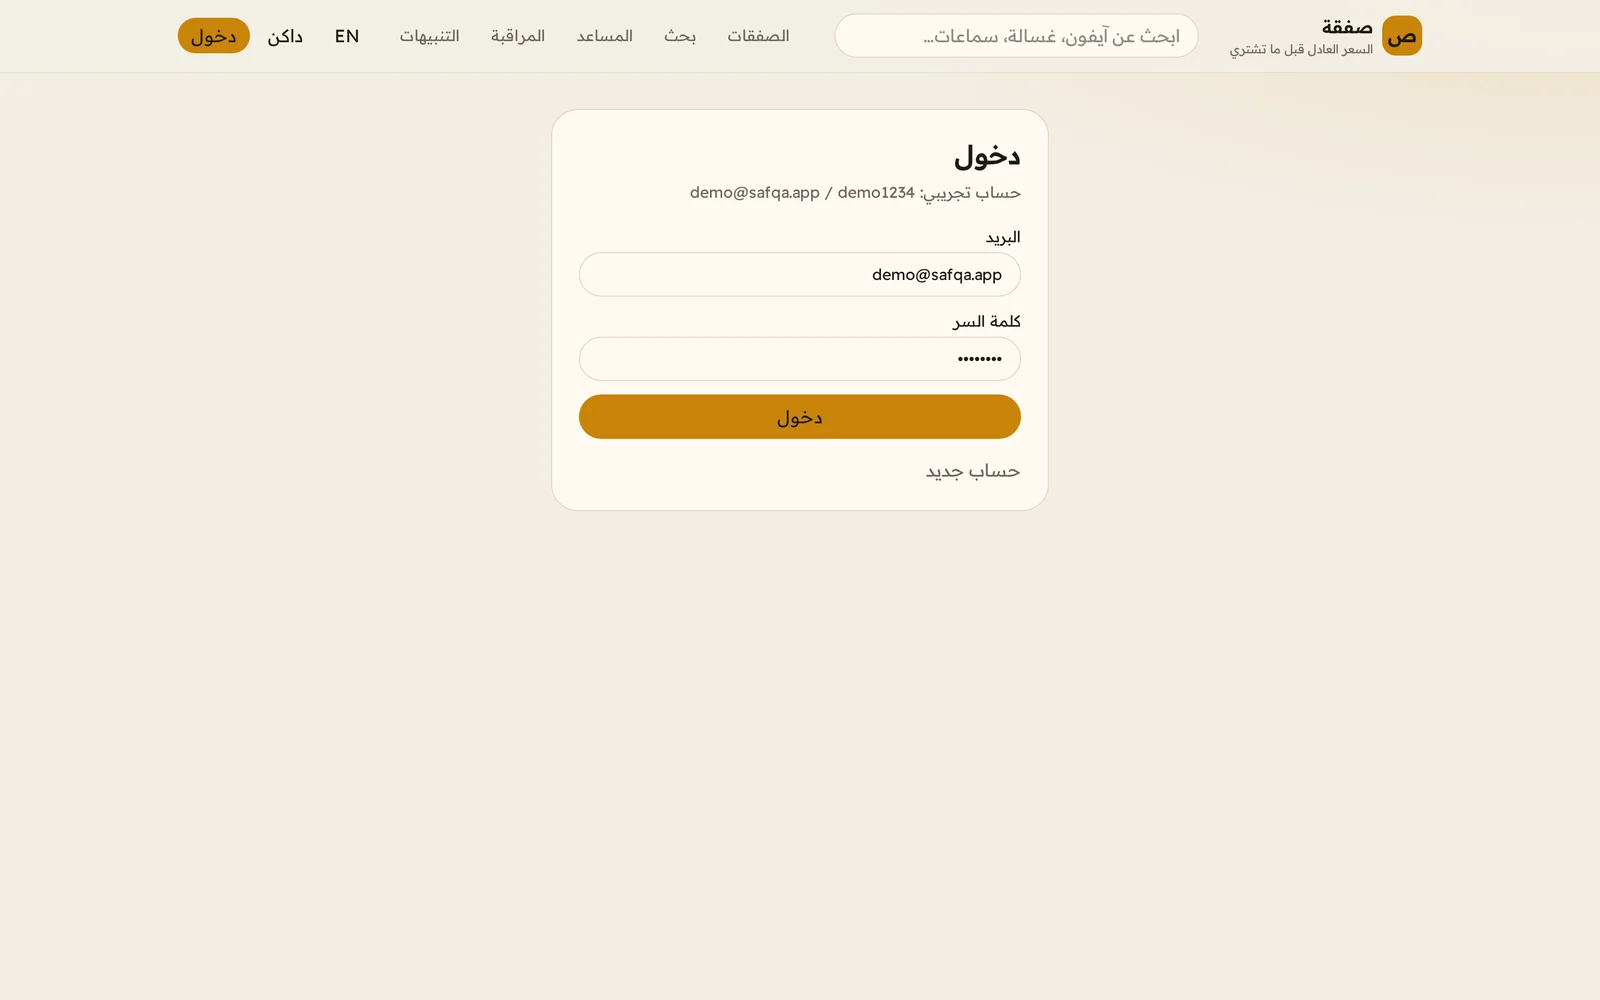 ص
صفقة
السعر العادل قبل ما تشتري
ابحث عن آيفون، غسالة، سماعات...
الصفقات
بحث
المساعد
المراقبة
التنبيهات
EN
داكن
دخول
دخول
حساب تجريبي: demo@safqa.app / demo1234
البريد
demo@safqa.app
كلمة السر
••••••••
دخول
حساب جديد